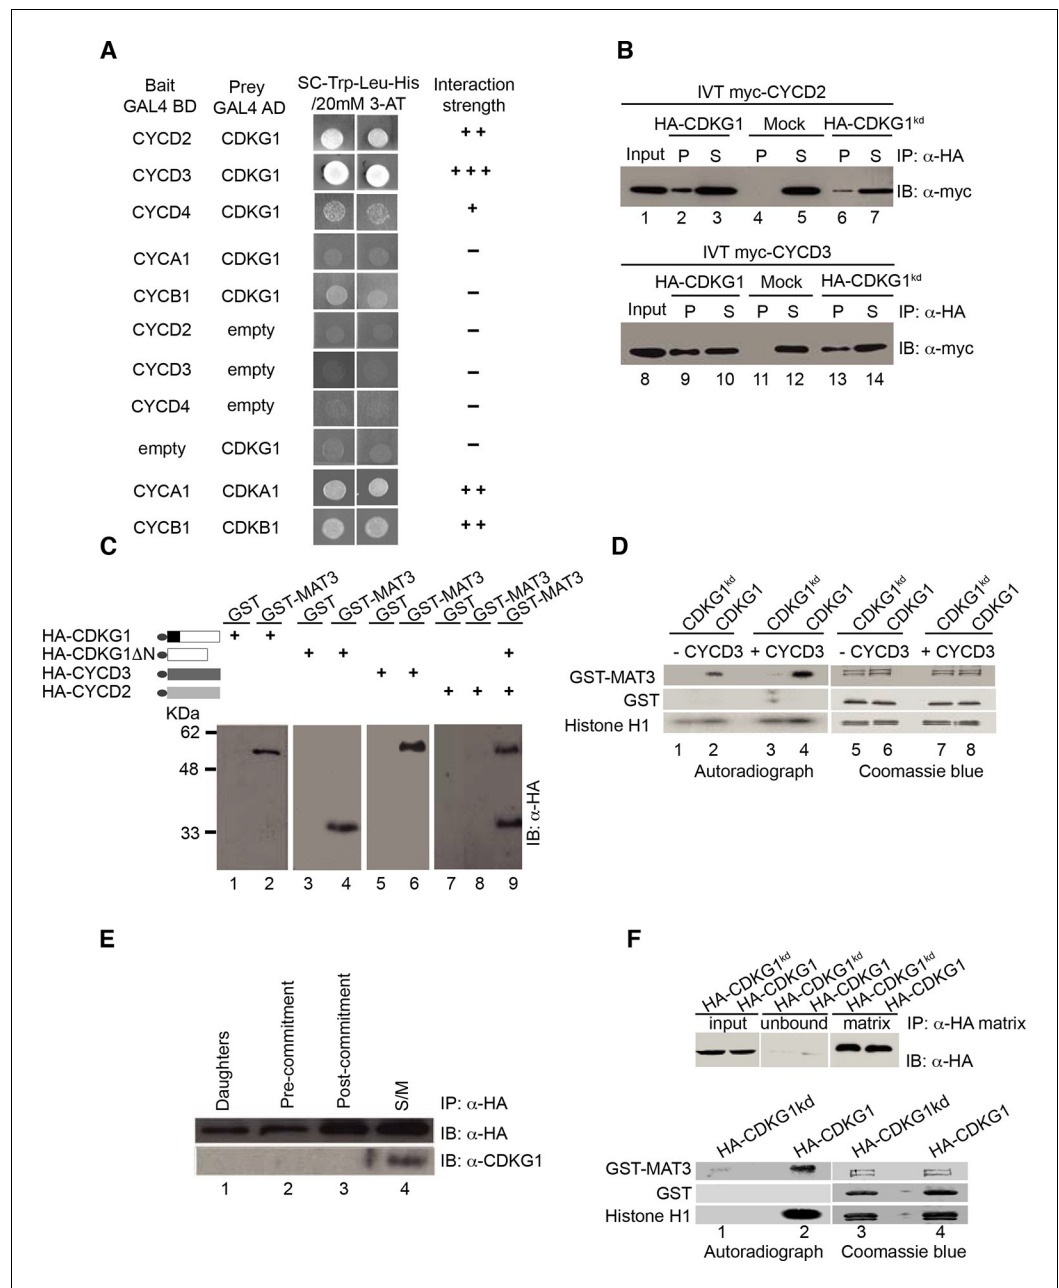 A
Bait
GAL4 BD
Prey
GAL4 AD
SC-Trp-Leu-His
/20mM 3-AT
Interaction
strength
CYCD2 CDKG1 ++
CYCD3 CDKG1 +++
CYCD4 CDKG1 +
CYCA1 CDKG1 −
CYCB1 CDKG1 −
CYCD2 empty −
CYCD3 empty −
CYCD4 empty −
empty CDKG1 −
CYCA1 CDKA1 ++
CYCB1 CDKB1 ++
B
IVT myc-CYCD2
HA-CDKG1 Mock HA-CDKG1kd
Input P S P S P S IP: α-HA
IB: α-myc
1 2 3 4 5 6 7
IVT myc-CYCD3
HA-CDKG1 Mock HA-CDKG1kd
Input P S P S P S IP: α-HA
IB: α-myc
8 9 10 11 12 13 14
C
GST GST-MAT3 GST GST-MAT3 GST GST-MAT3 GST GST-MAT3 GST-MAT3
HA-CDKG1 + +
HA-CDKG1ΔN + + +
HA-CYCD3 + +
HA-CYCD2 + + +
KDa
62
48
33
IB: α-HA
1 2 3 4 5 6 7 8 9
D
CDKG1kd CDKG1 CDKG1kd CDKG1 CDKG1kd CDKG1 CDKG1kd CDKG1
- CYCD3 + CYCD3 - CYCD3 + CYCD3
GST-MAT3
GST
Histone H1
1 2 3 4 5 6 7 8
Autoradiograph Coomassie blue
E
Daughters Pre-commitment Post-commitment S/M
IP: α-HA
IB: α-HA
IB: α-CDKG1
1 2 3 4
F
HA-CDKG1kd HA-CDKG1 HA-CDKG1kd HA-CDKG1 HA-CDKG1kd HA-CDKG1
input unbound matrix IP: α-HA matrix
IB: α-HA
HA-CDKG1kd HA-CDKG1 HA-CDKG1kd HA-CDKG1
GST-MAT3
GST
Histone H1
1 2 3 4
Autoradiograph Coomassie blue